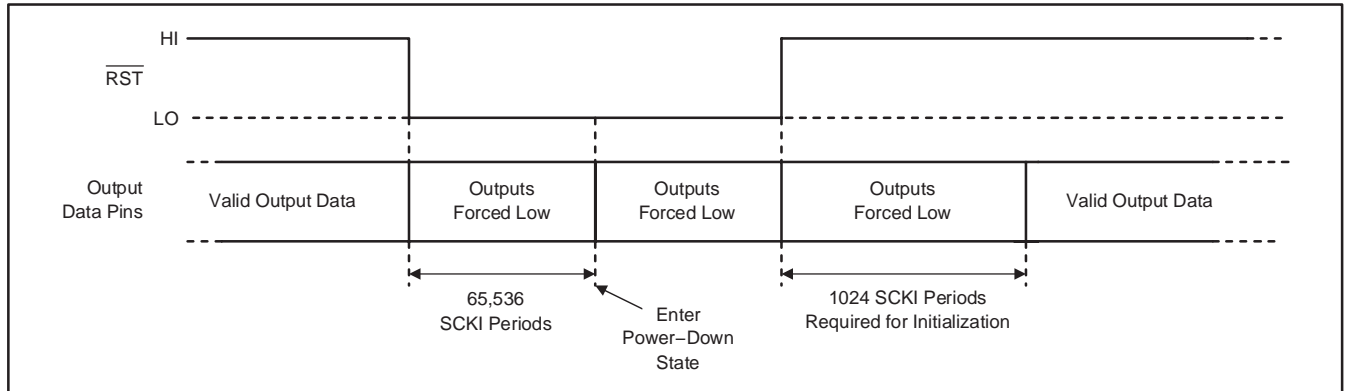 HI
RST
LO
Output
Data Pins
Valid Output Data
Outputs
Forced Low
Outputs
Forced Low
Outputs
Forced Low
Valid Output Data
65,536
SCKI Periods
Enter
Power−Down
State
1024 SCKI Periods
Required for Initialization